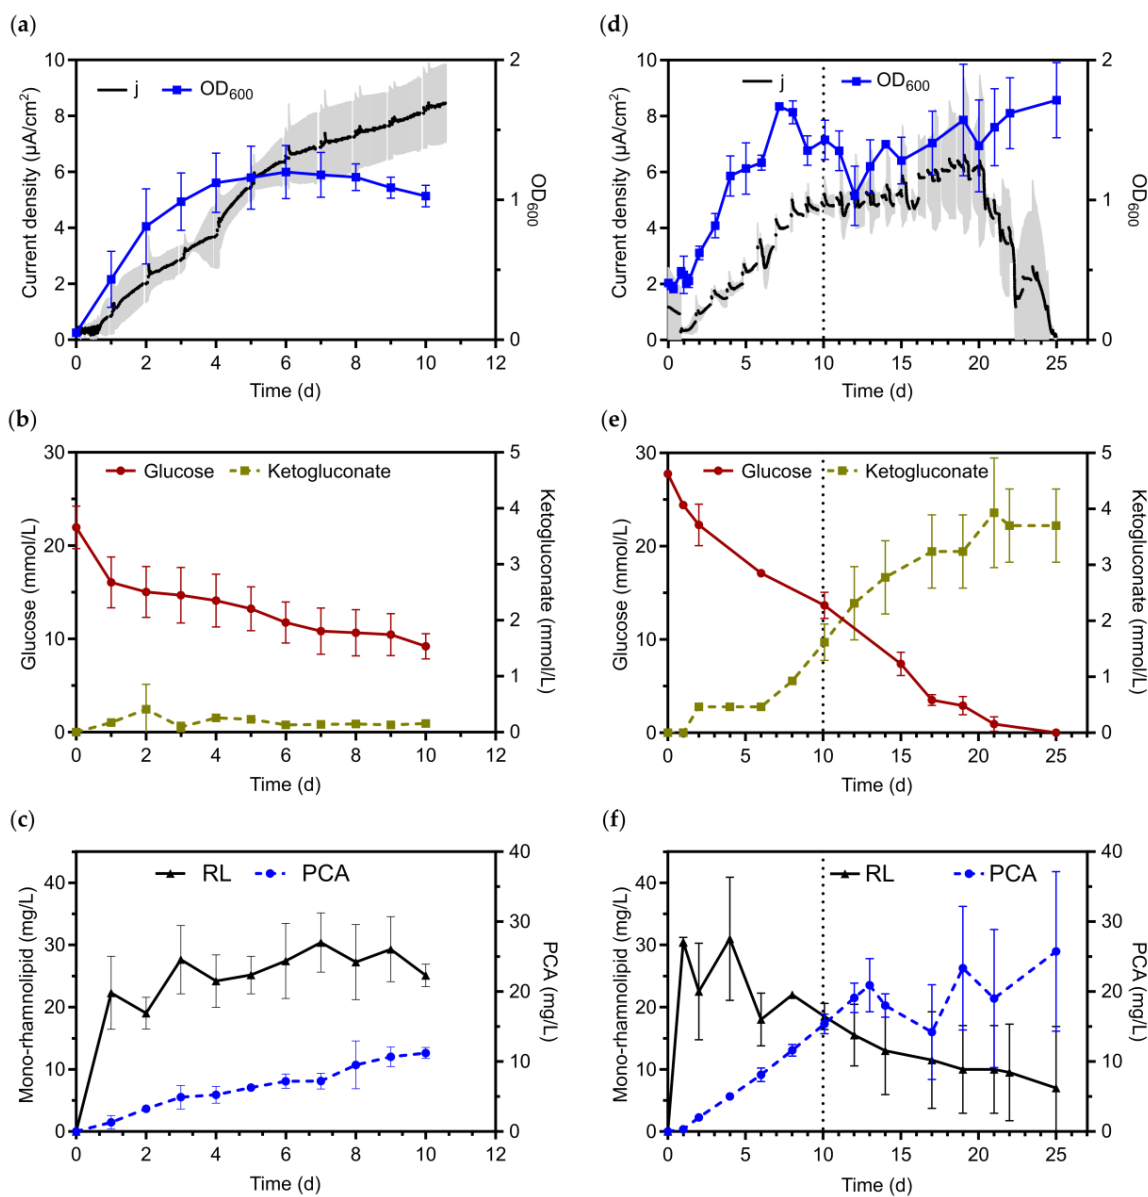 (a)
10
8
6
4
2
0
Current density (µA/cm²)
j
OD600
2
1
0
OD600
0 2 4 6 8 10 12
Time (d)
(d)
10
8
6
4
2
0
Current density (µA/cm²)
j
OD600
2
1
0
OD600
0 5 10 15 20 25
Time (d)
(b)
30
20
10
0
Glucose (mmol/L)
Glucose
Ketogluconate
5
4
3
2
1
0
Ketogluconate (mmol/L)
0 2 4 6 8 10 12
Time (d)
(e)
30
20
10
0
Glucose (mmol/L)
Glucose
Ketogluconate
5
4
3
2
1
0
Ketogluconate (mmol/L)
0 5 10 15 20 25
Time (d)
(c)
40
30
20
10
0
Mono-rhamnolipid (mg/L)
RL
PCA
40
30
20
10
0
PCA (mg/L)
0 2 4 6 8 10 12
Time (d)
(f)
40
30
20
10
0
Mono-rhamnolipid (mg/L)
RL
PCA
40
30
20
10
0
PCA (mg/L)
0 5 10 15 20 25
Time (d)